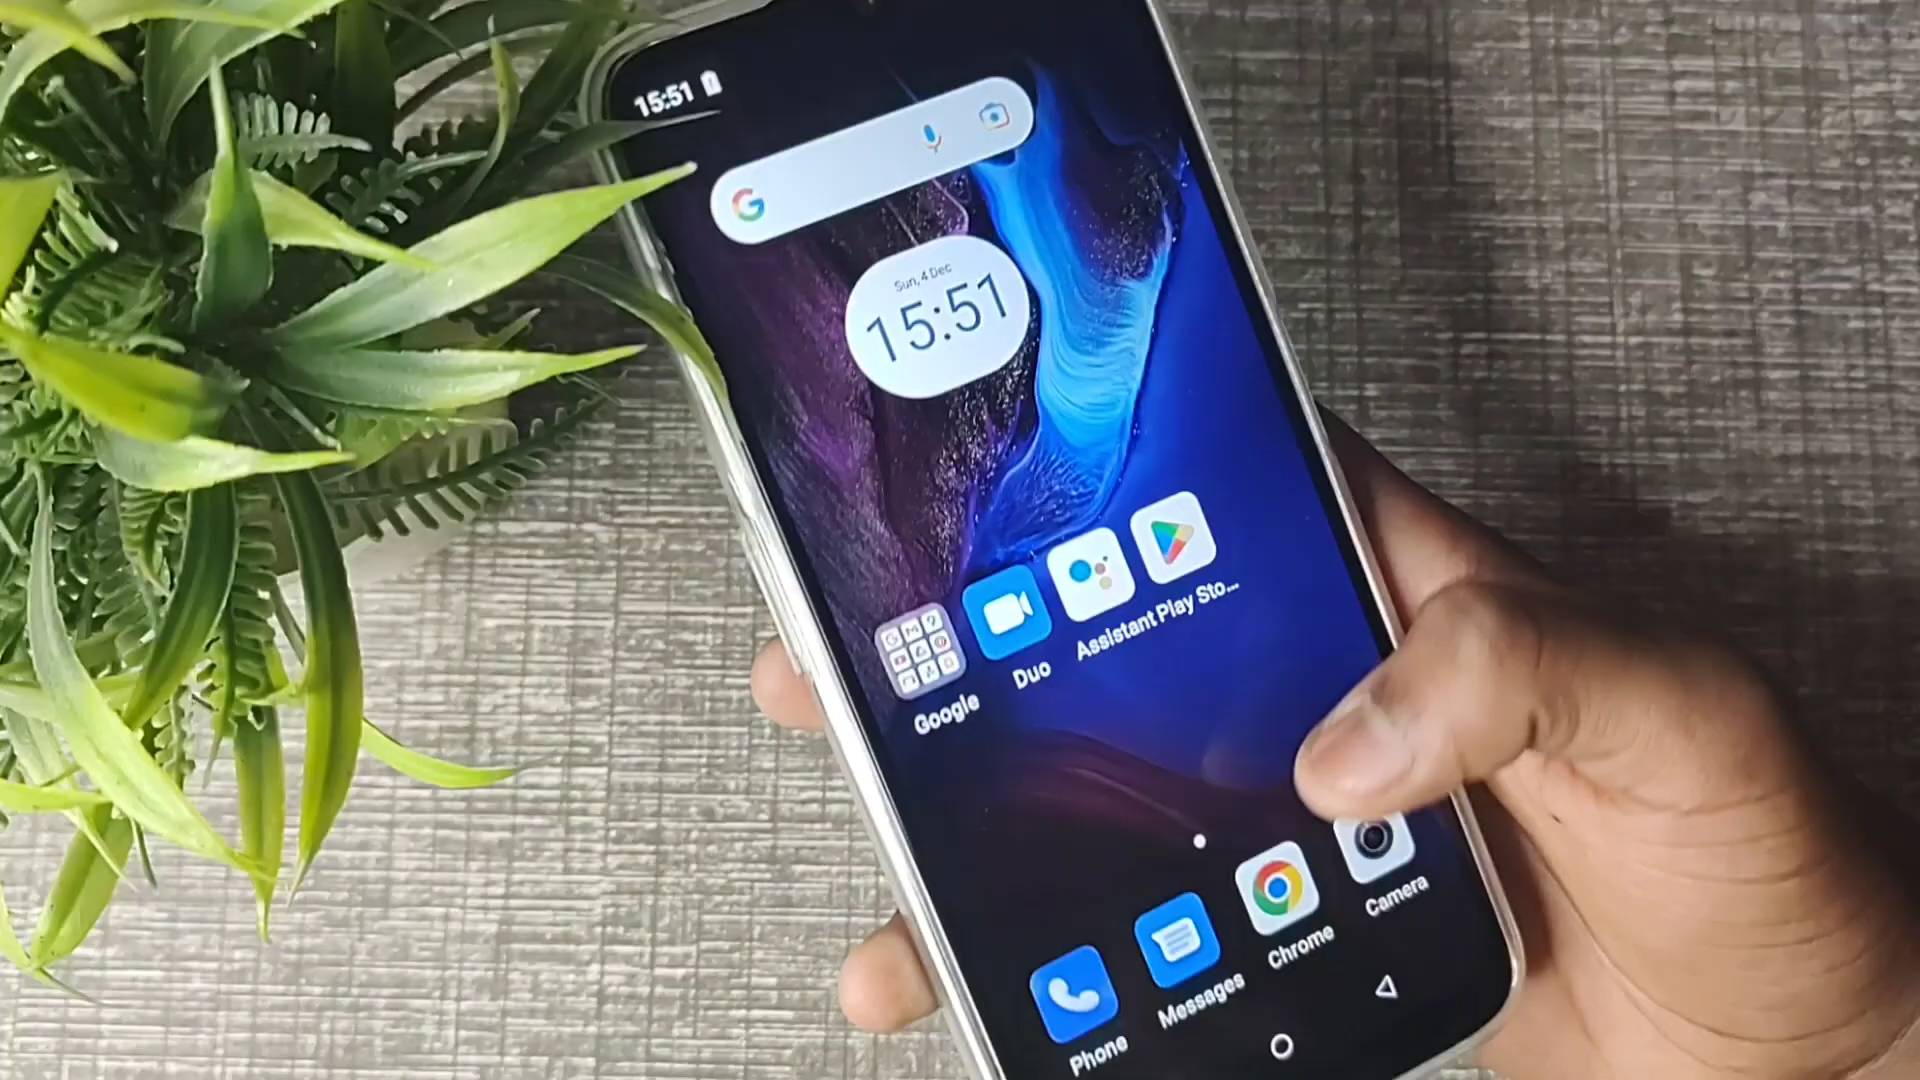 15:51
Sun, 4 Dec
15:51
Google
Duo
Assistant
Play Sto...
Phone
Messages
Chrome
Camera